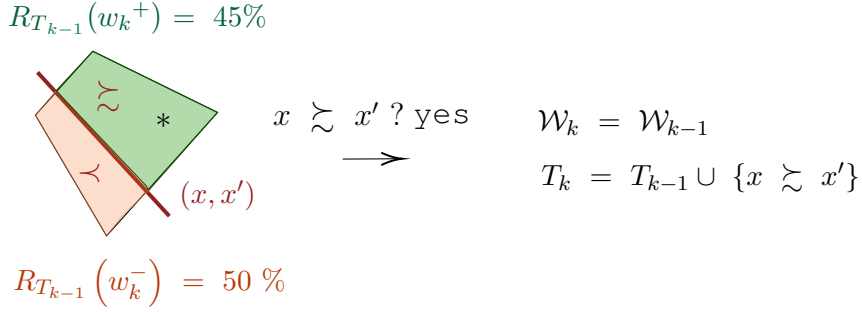 R_{T_{k-1}}(w_k^+) = 45%
≿
*
≺
(x, x′)
x ≿ x′ ? yes
W_k = W_{k-1}
T_k = T_{k-1} ∪ {x ≿ x′}
R_{T_{k-1}}(w_k^-) = 50 %